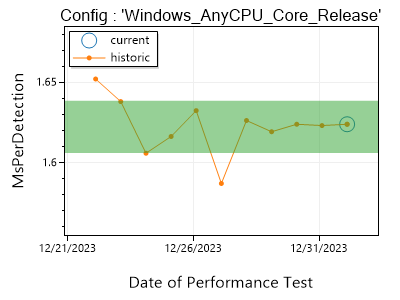 Config : 'Windows_AnyCPU_Core_Release'
current
historic
1.65
1.6
MsPerDetection
12/21/2023
12/26/2023
12/31/2023
Date of Performance Test